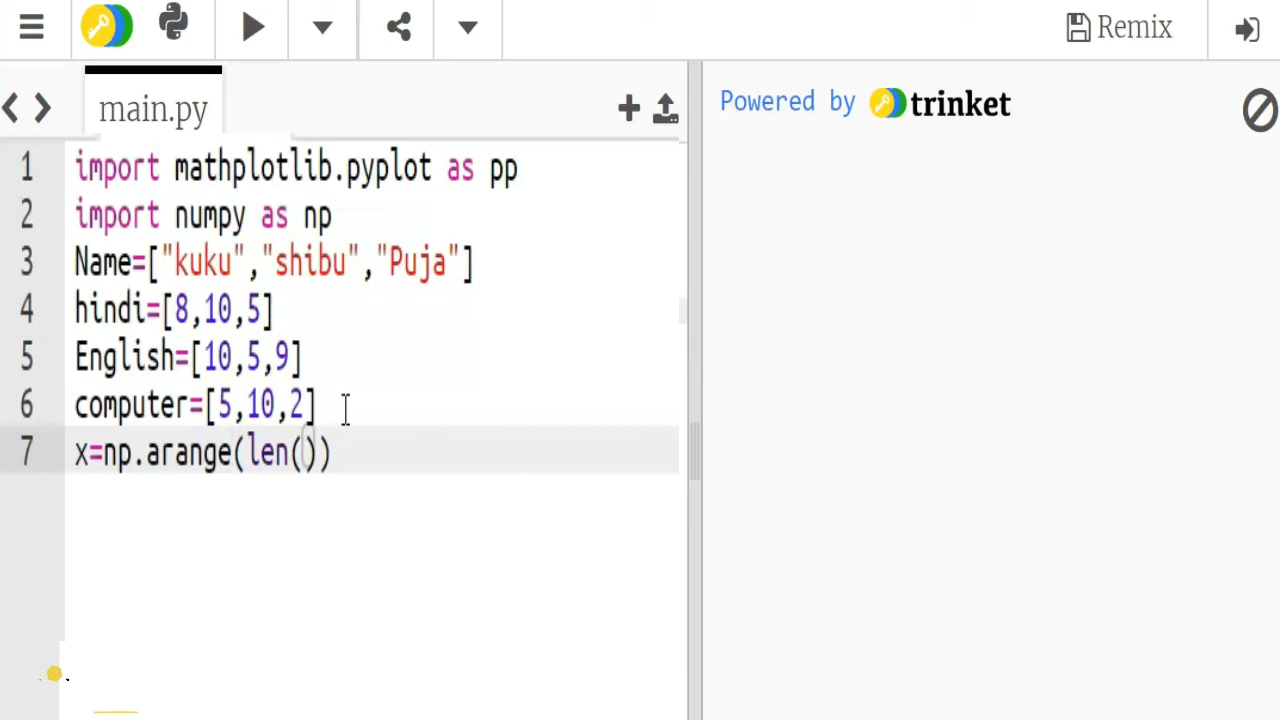 Remix
main.py
Powered by trinket
1 import mathplotlib.pyplot as pp
2 import numpy as np
3 Name=["kuku","shibu","Puja"]
4 hindi=[8,10,5]
5 English=[10,5,9]
6 computer=[5,10,2]
7 x=np.arange(len())